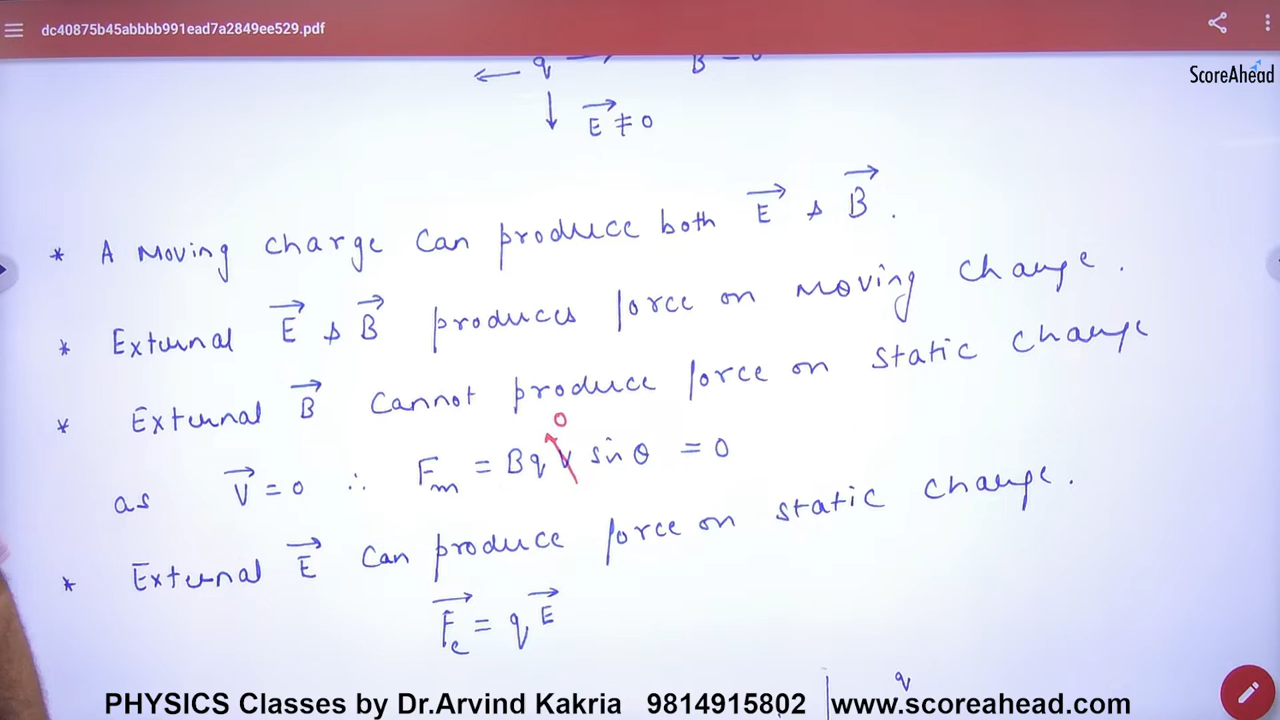 dc40875b45abbbb991ead7a2849ee529.pdf
ScoreAhead
q
E ≠ 0
* A moving charge can produce both E & B.
* External E & B produces force on moving charge.
* External B cannot produce force on static charge
0
as V = 0 ∴ Fm = Bqv sinθ = 0
* External E can produce force on static charge.
Fe = qE
q
PHYSICS Classes by Dr.Arvind Kakria 9814915802 www.scoreahead.com